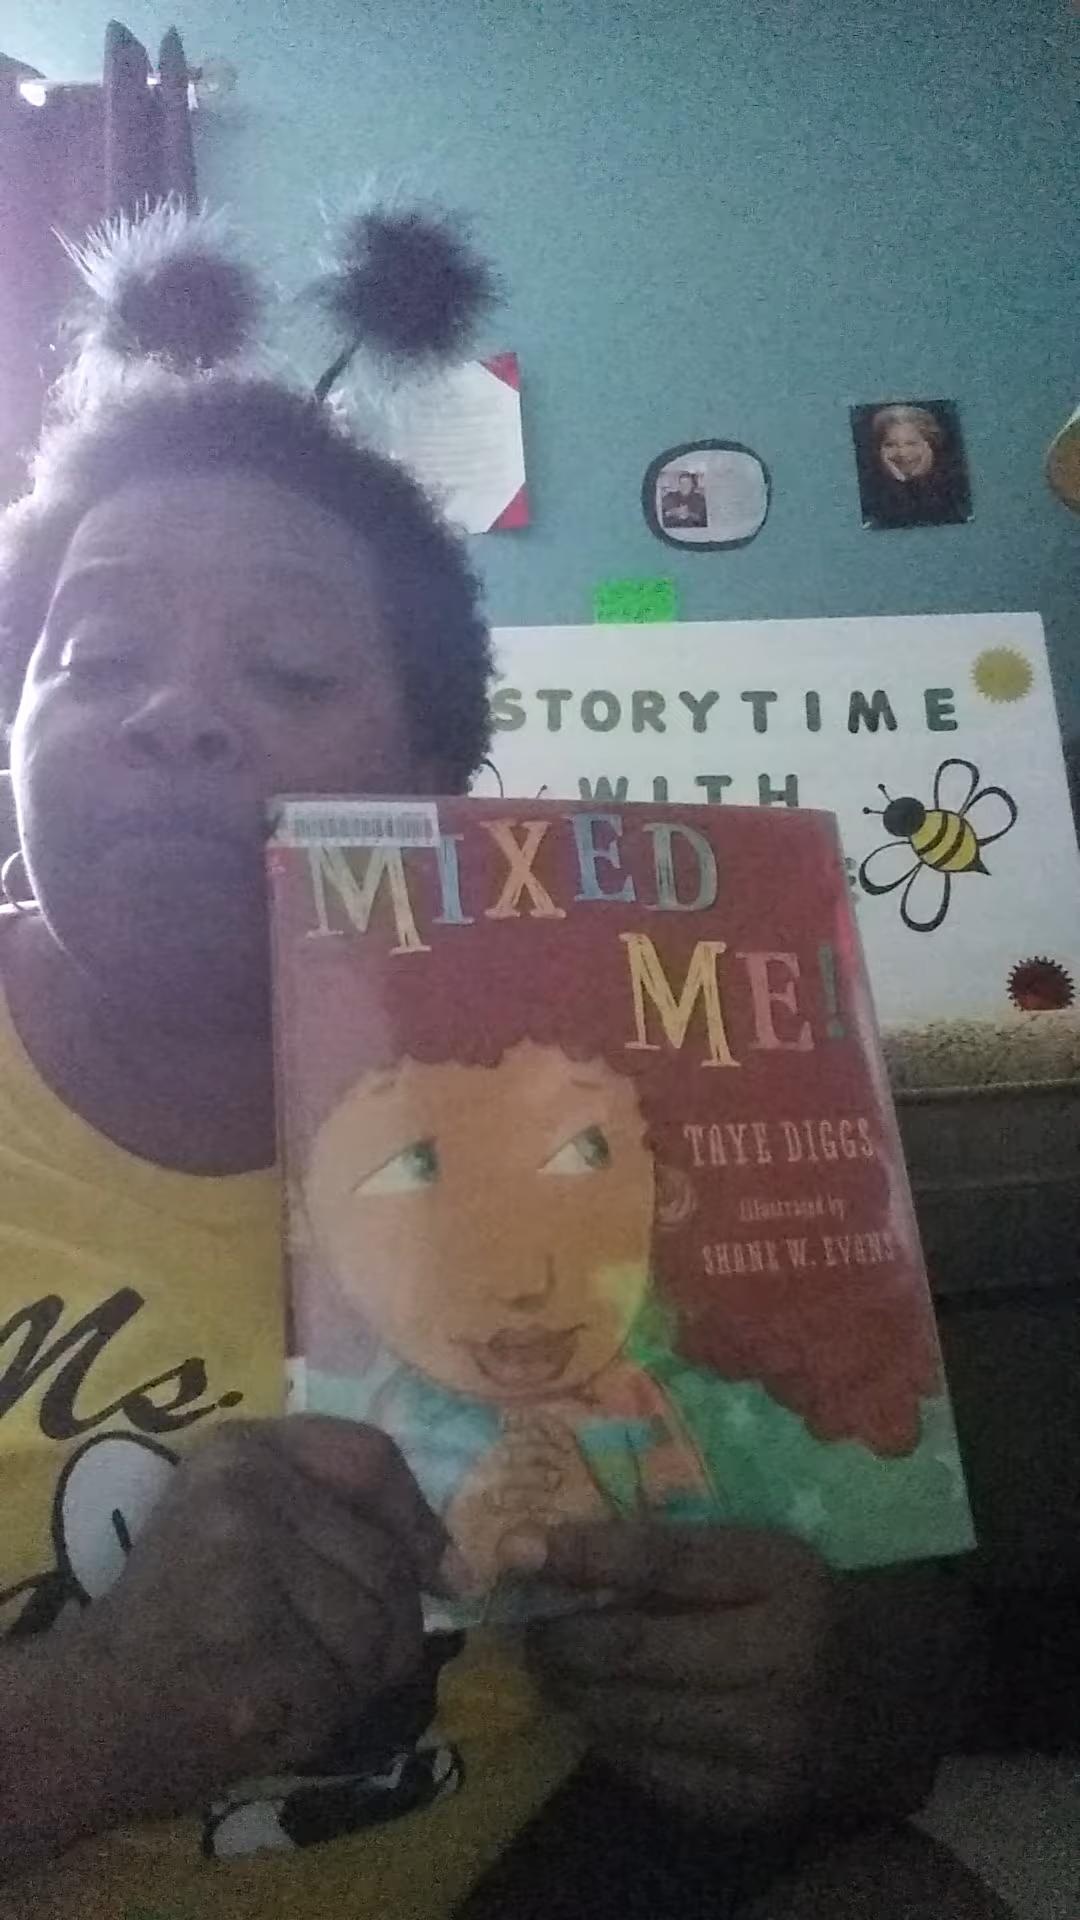 STORYTIME
WITH
MIXED
ME!
TAYE DIGGS
illustrated by
SHANE W. EVANS
Ms.